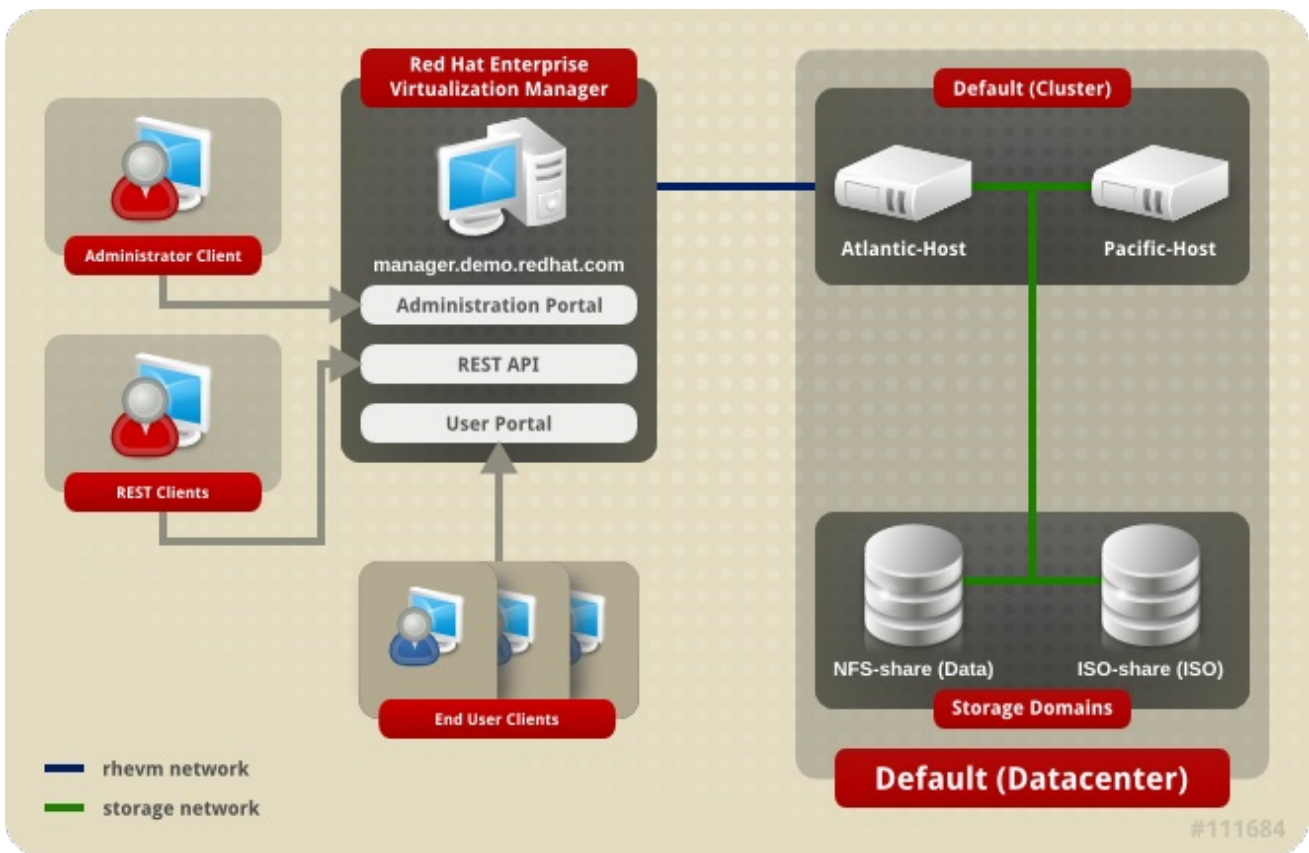 Red Hat Enterprise
Virtualization Manager
Default (Cluster)
Administrator Client
manager.demo.redhat.com
Atlantic-Host
Pacific-Host
Administration Portal
REST API
User Portal
REST Clients
End User Clients
NFS-share (Data)
ISO-share (ISO)
Storage Domains
Default (Datacenter)
rhevm network
storage network
#111684